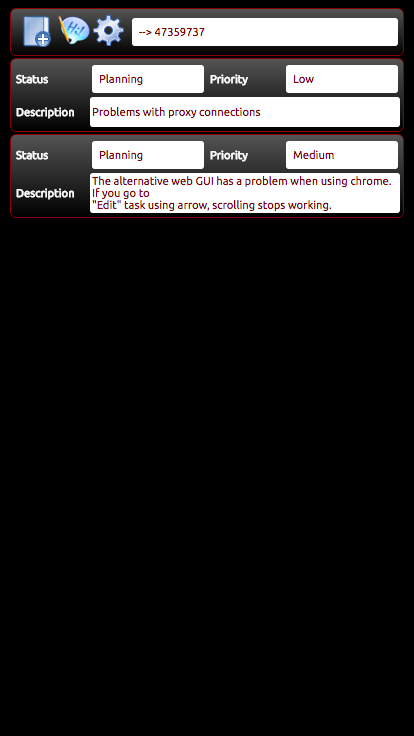 --> 47359737
Status Planning Priority Low
Description Problems with proxy connections
Status Planning Priority Medium
Description The alternative web GUI has a problem when using chrome.
If you go to
"Edit" task using arrow, scrolling stops working.